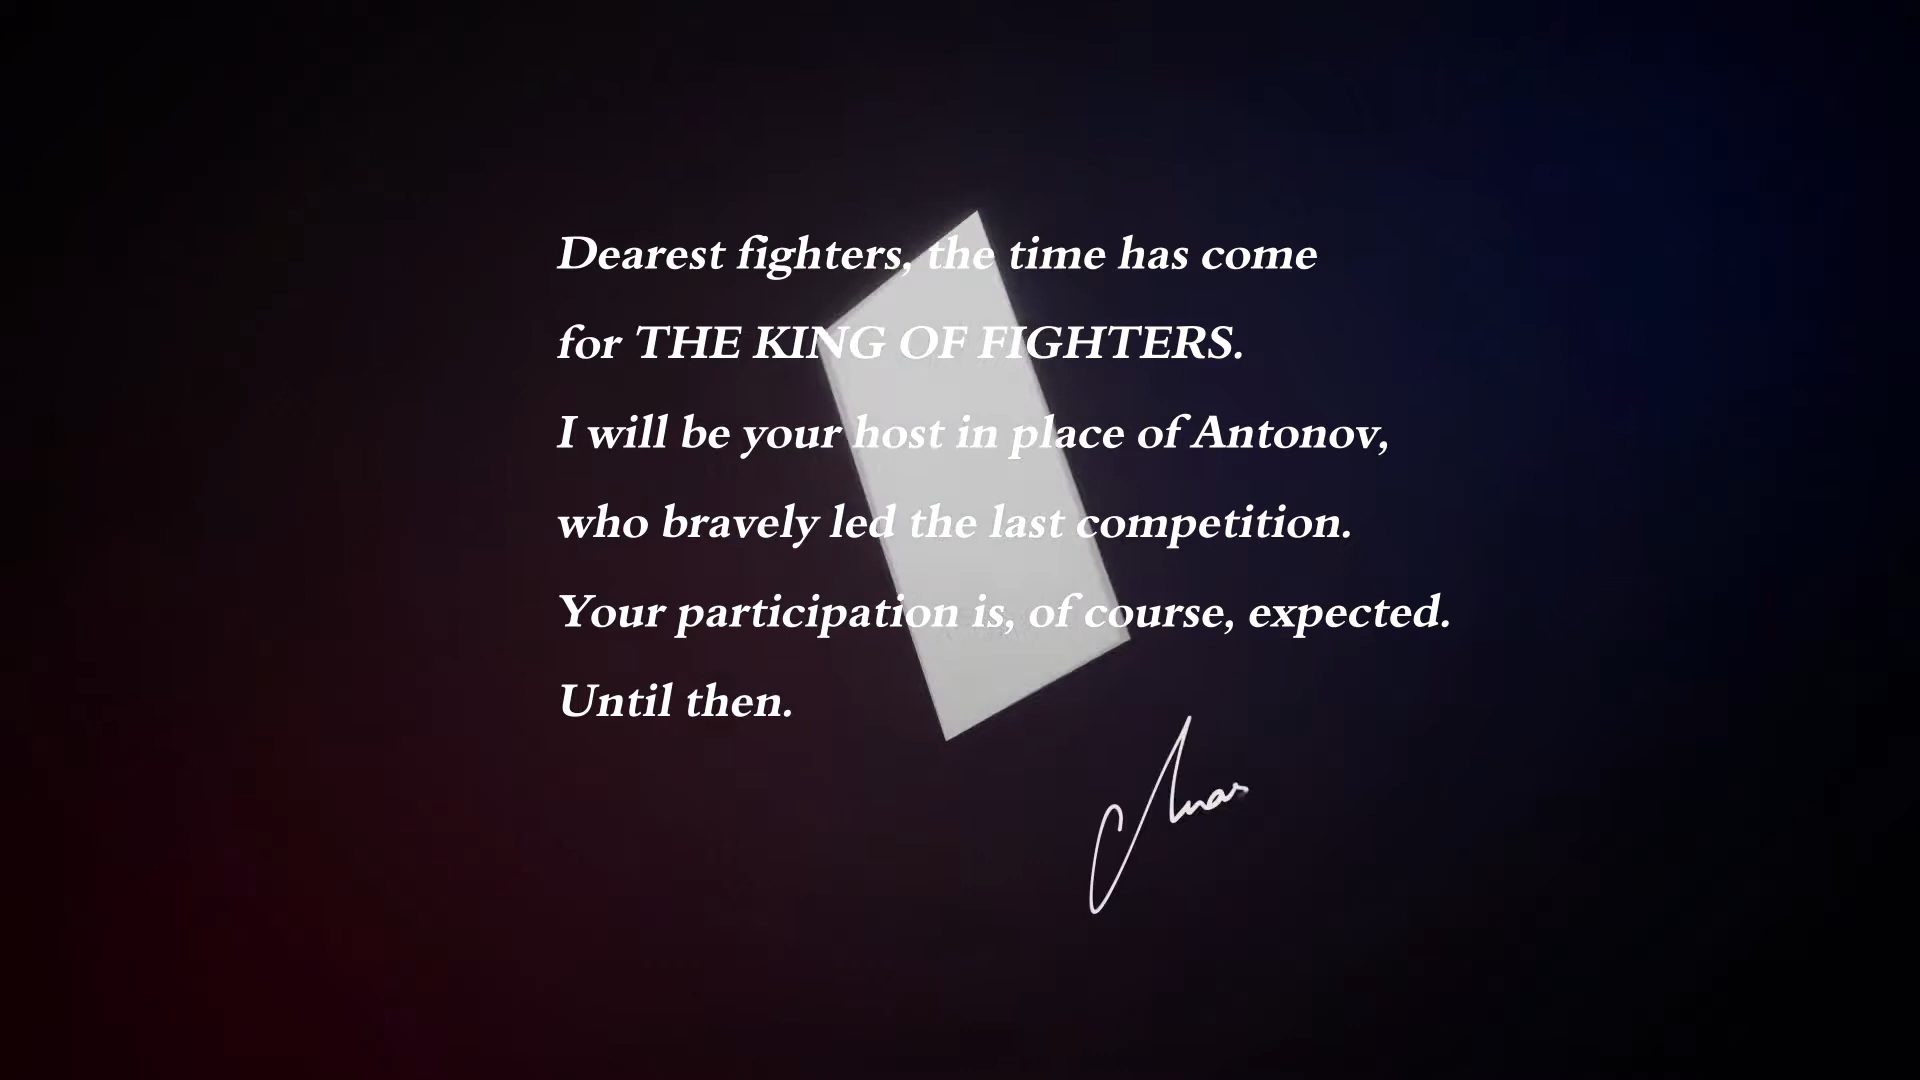 Dearest fighters, the time has come
for THE KING OF FIGHTERS.
I will be your host in place of Antonov,
who bravely led the last competition.
Your participation is, of course, expected.
Until then.